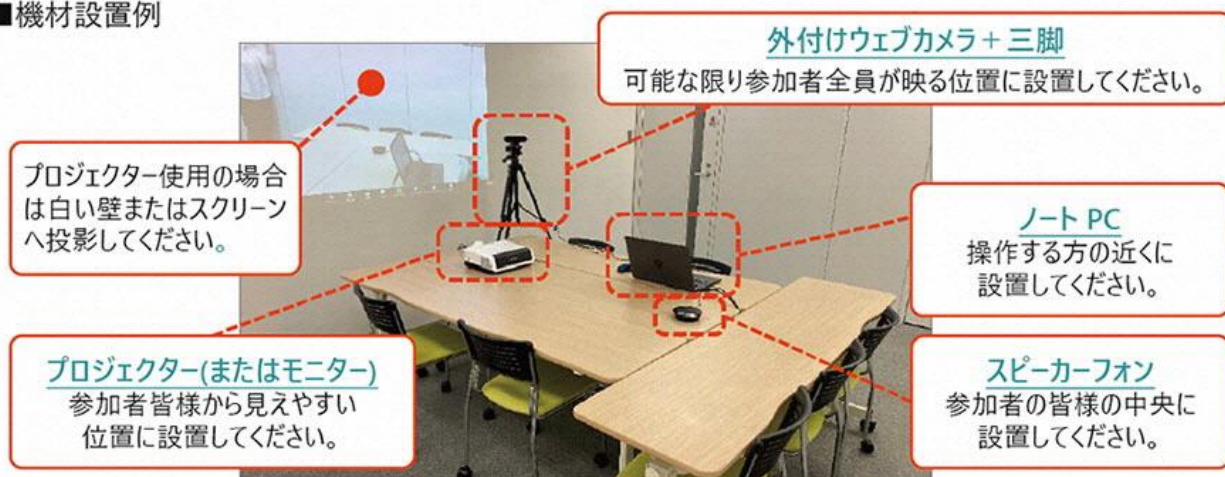 ■機材設置例
外付けウェブカメラ＋三脚
可能な限り参加者全員が映る位置に設置してください。
プロジェクター使用の場合
は白い壁またはスクリーン
へ投影してください。
ノート PC
操作する方の近くに
設置してください。
プロジェクター(またはモニター)
参加者皆様から見えやすい
位置に設置してください。
スピーカーフォン
参加者の皆様の中央に
設置してください。